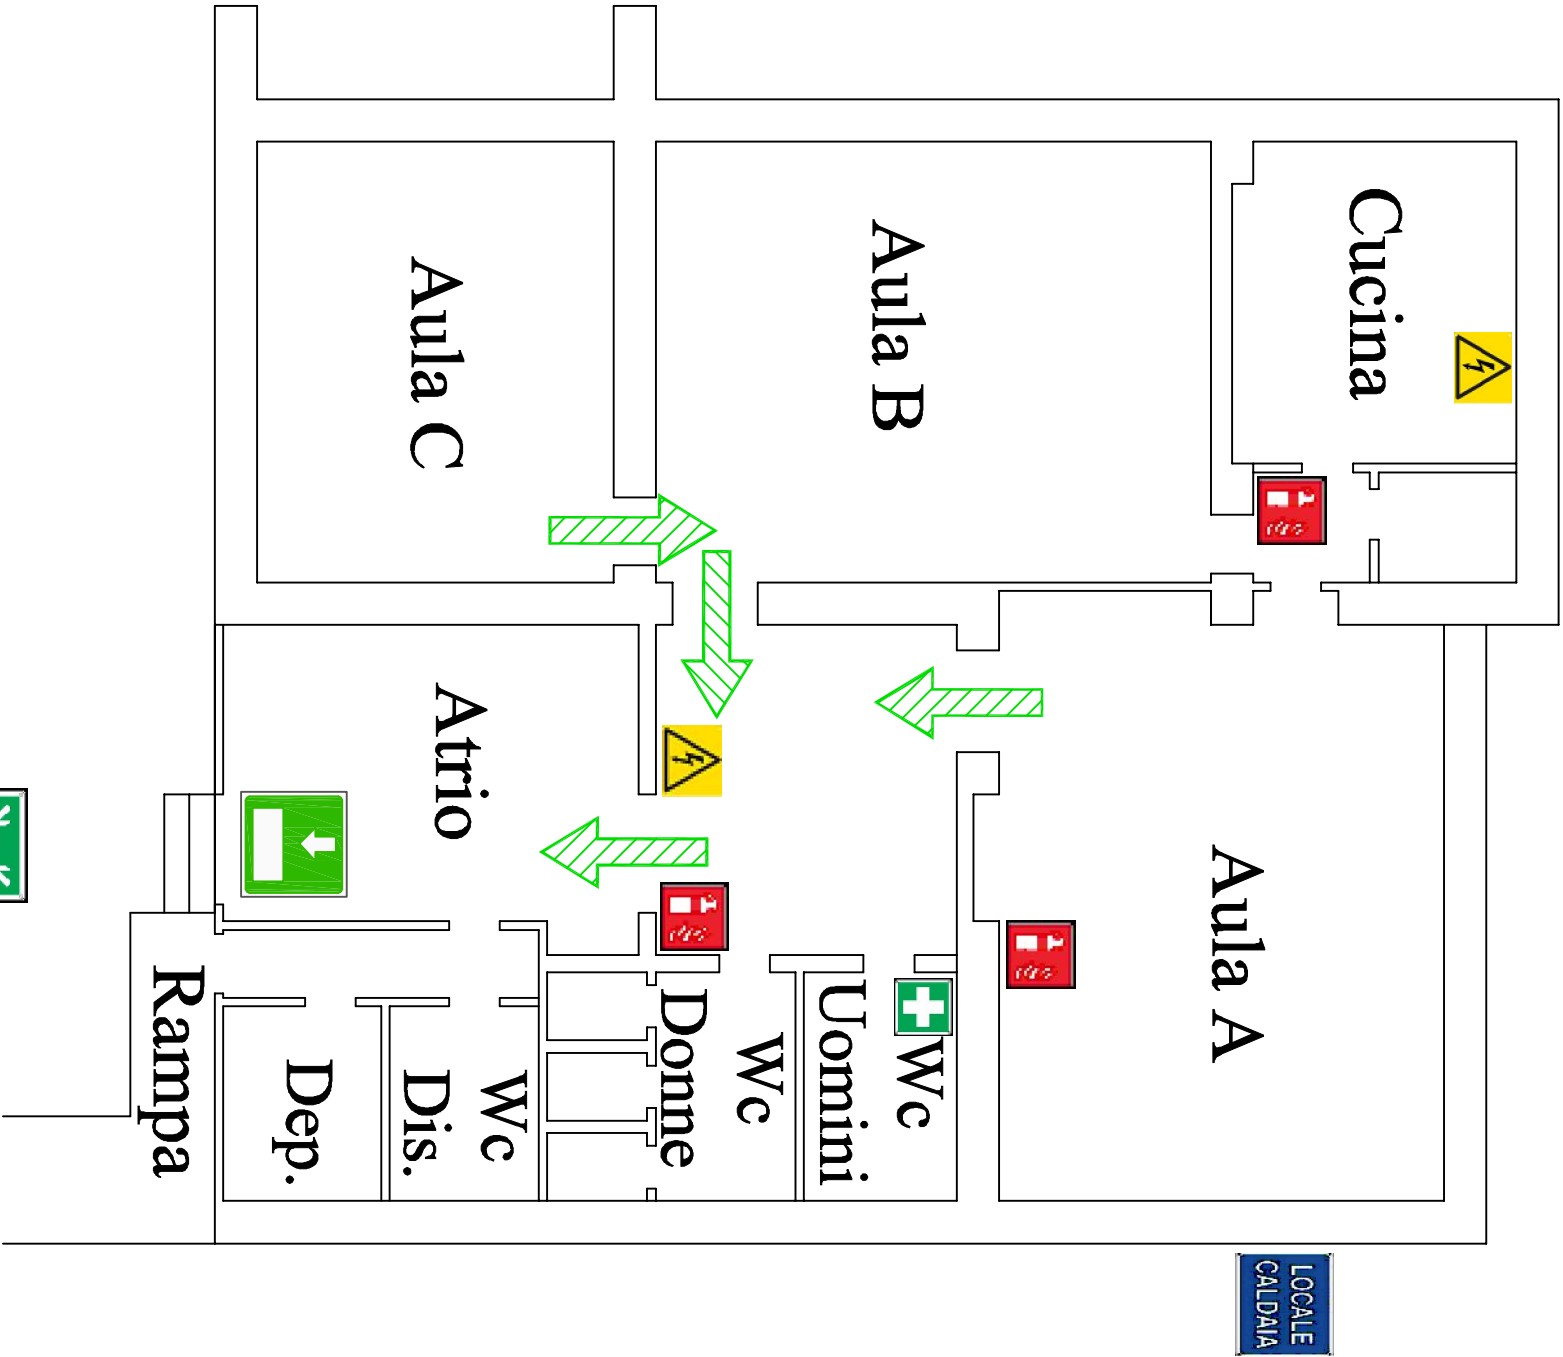 Cucina
Aula B
Aula C
Aula A
Atrio
Wc
Uomini
Wc
Donne
Wc
Dis.
Dep.
Rampa
LOCALE
CALDAIA